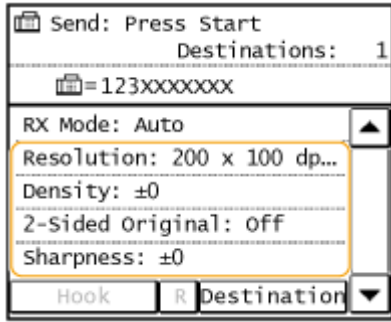 Send: Press Start
Destinations: 1
=123XXXXXXX
RX Mode: Auto
Resolution: 200 x 100 dp...
Density: ±0
2-Sided Original: Off
Sharpness: ±0
Hook R Destination